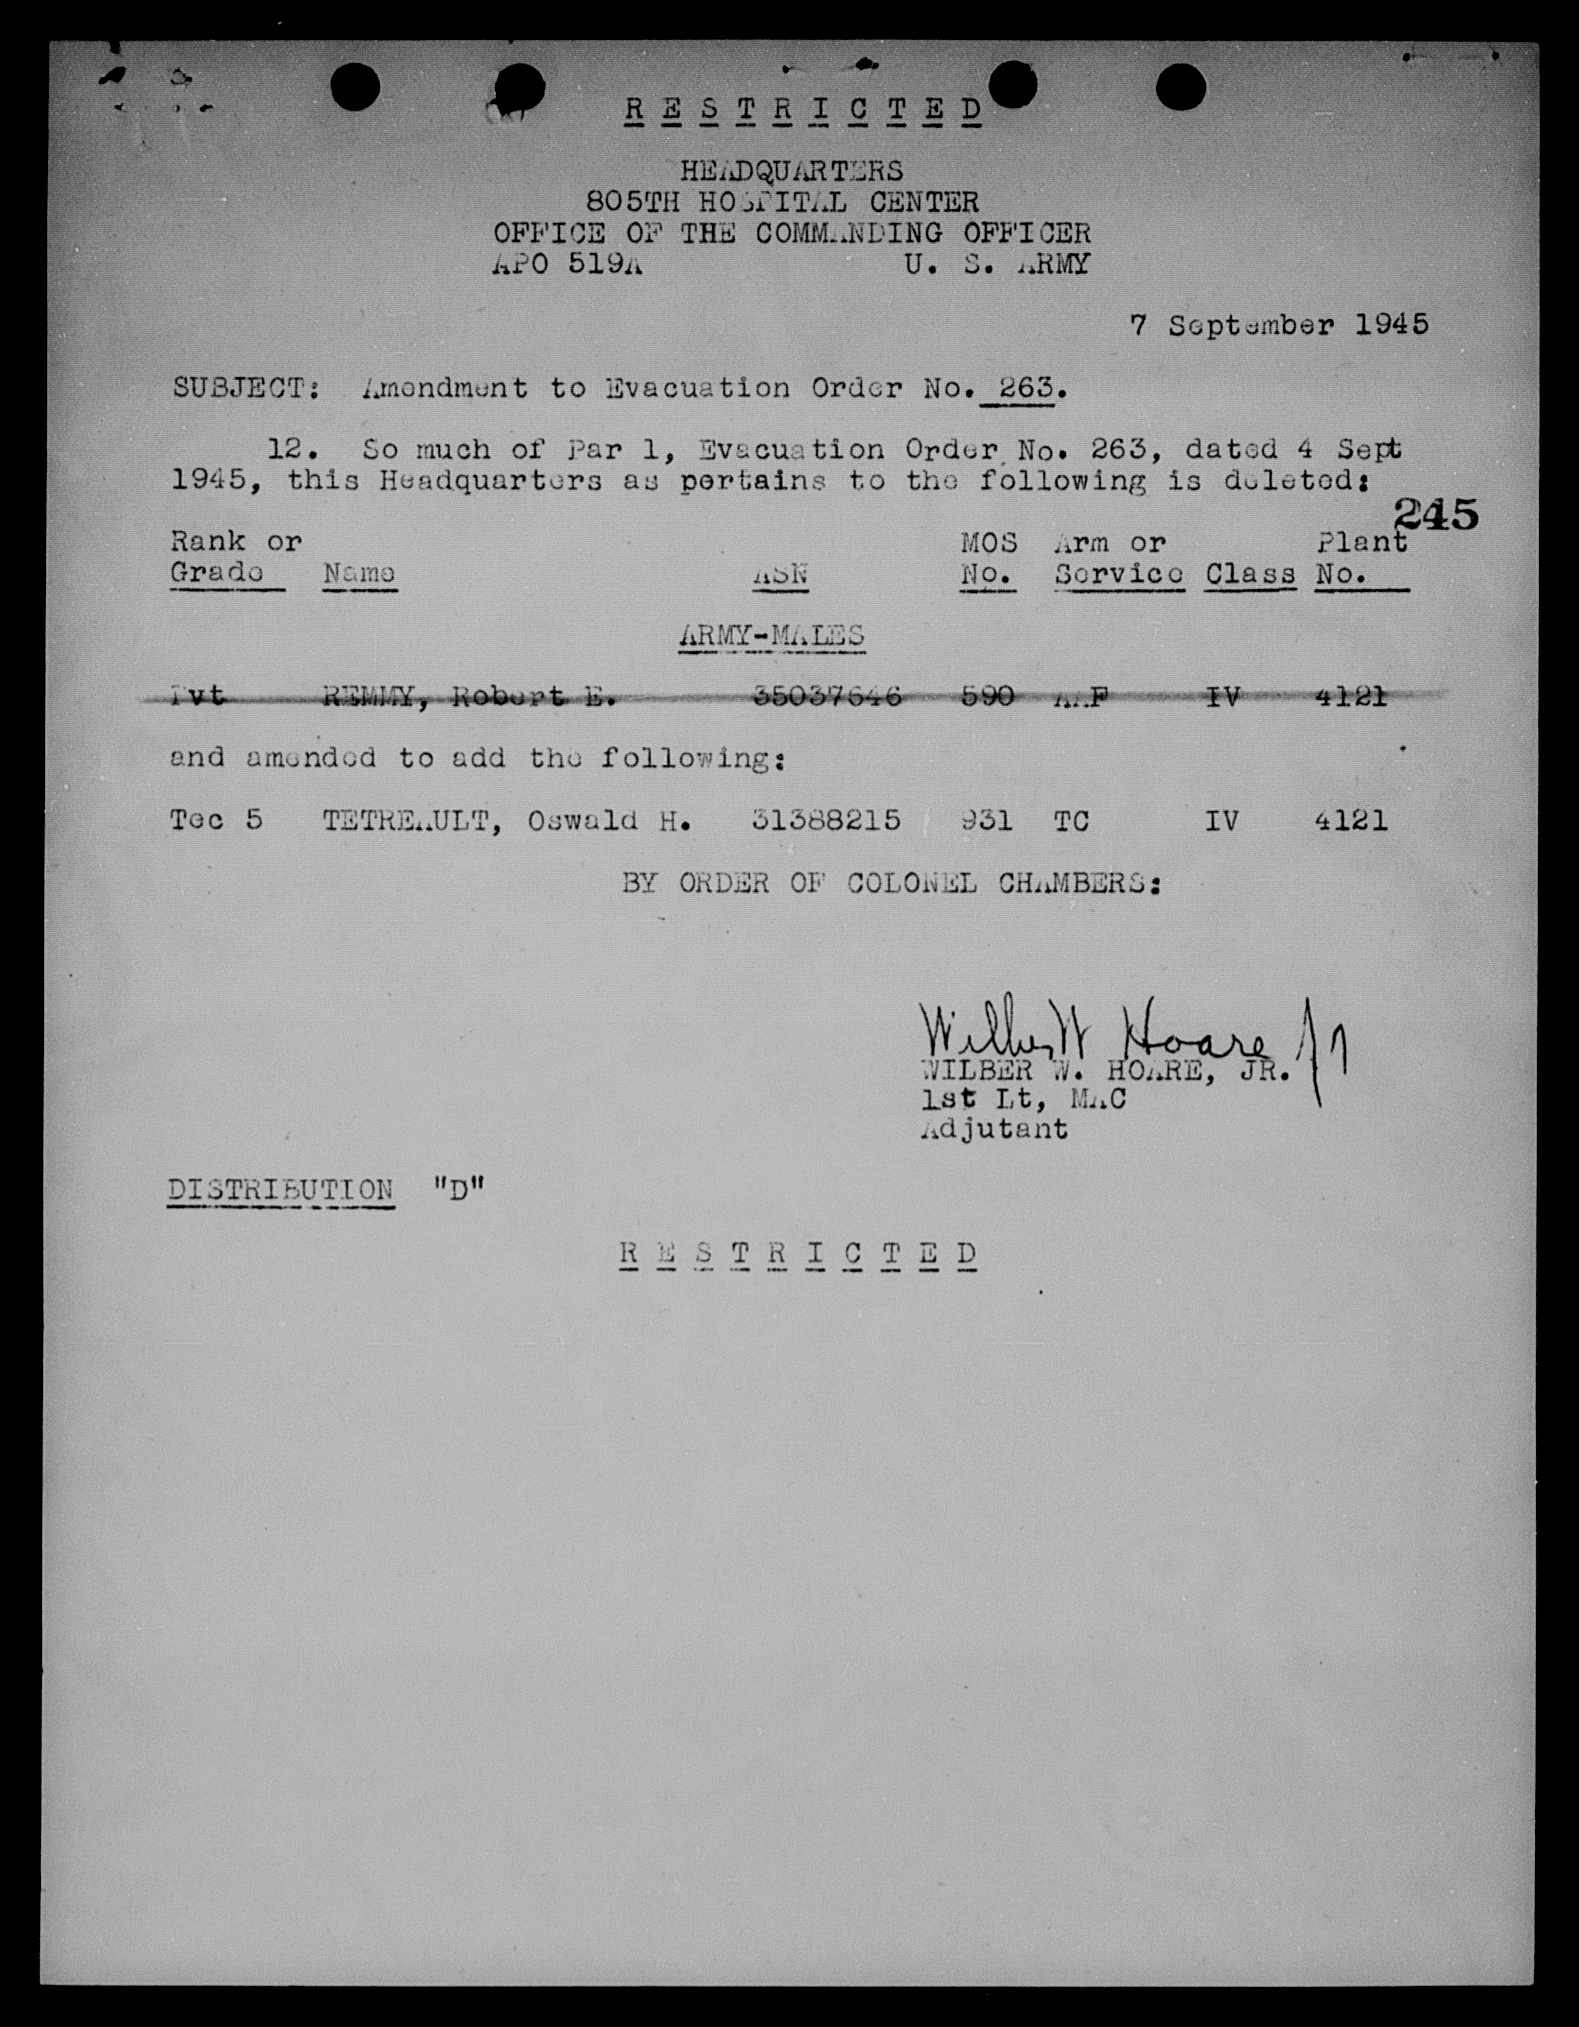 R E S T R I C T E D
HEADQUARTERS
805TH HOSPITAL CENTER
OFFICE OF THE COMMANDING OFFICER
APO 519A U. S. ARMY
7 September 1945
SUBJECT: Amendment to Evacuation Order No. 263.
12. So much of Par 1, Evacuation Order No. 263, dated 4 Sept
1945, this Headquarters as pertains to the following is deleted:
245
Rank or MOS Arm or Plant
Grade Name ASN No. Service Class No.
ARMY-MALES
Pvt REMMY, Robert E. 35037646 590 AAF IV 4121
and amended to add the following:
Tec 5 TETREAULT, Oswald H. 31388215 931 TC IV 4121
BY ORDER OF COLONEL CHAMBERS:
Wilber W Hoare Jr
WILBER W. HOARE, JR.
1st Lt, MAC
Adjutant
DISTRIBUTION "D"
R E S T R I C T E D